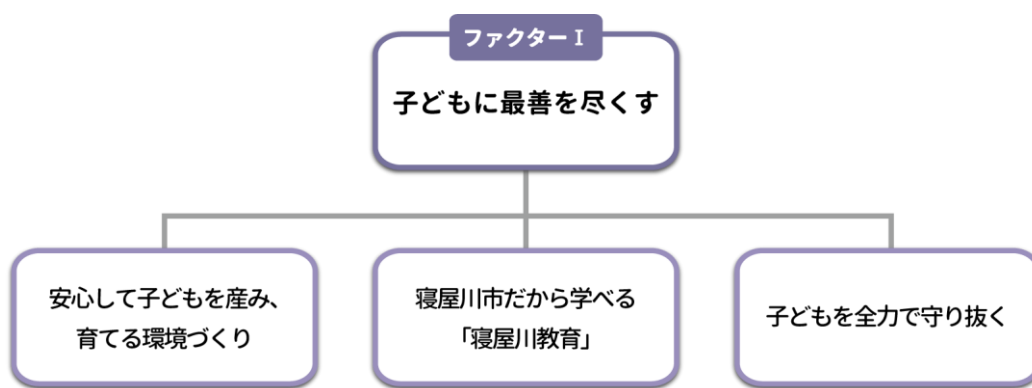 ファクターⅠ
子どもに最善を尽くす
安心して子どもを産み、
育てる環境づくり
寝屋川市だから学べる
「寝屋川教育」
子どもを全力で守り抜く